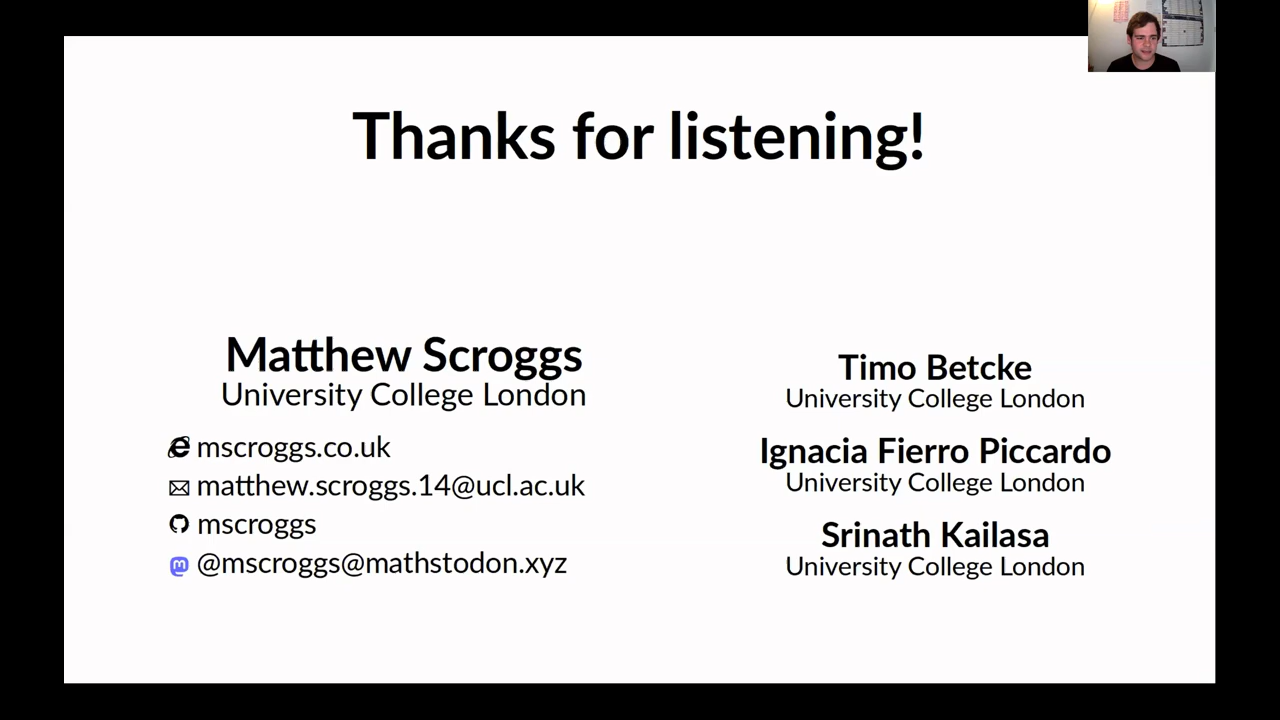 Thanks for listening!
Matthew Scroggs
University College London
mscroggs.co.uk
matthew.scroggs.14@ucl.ac.uk
mscroggs
@mscroggs@mathstodon.xyz
Timo Betcke
University College London
Ignacia Fierro Piccardo
University College London
Srinath Kailasa
University College London